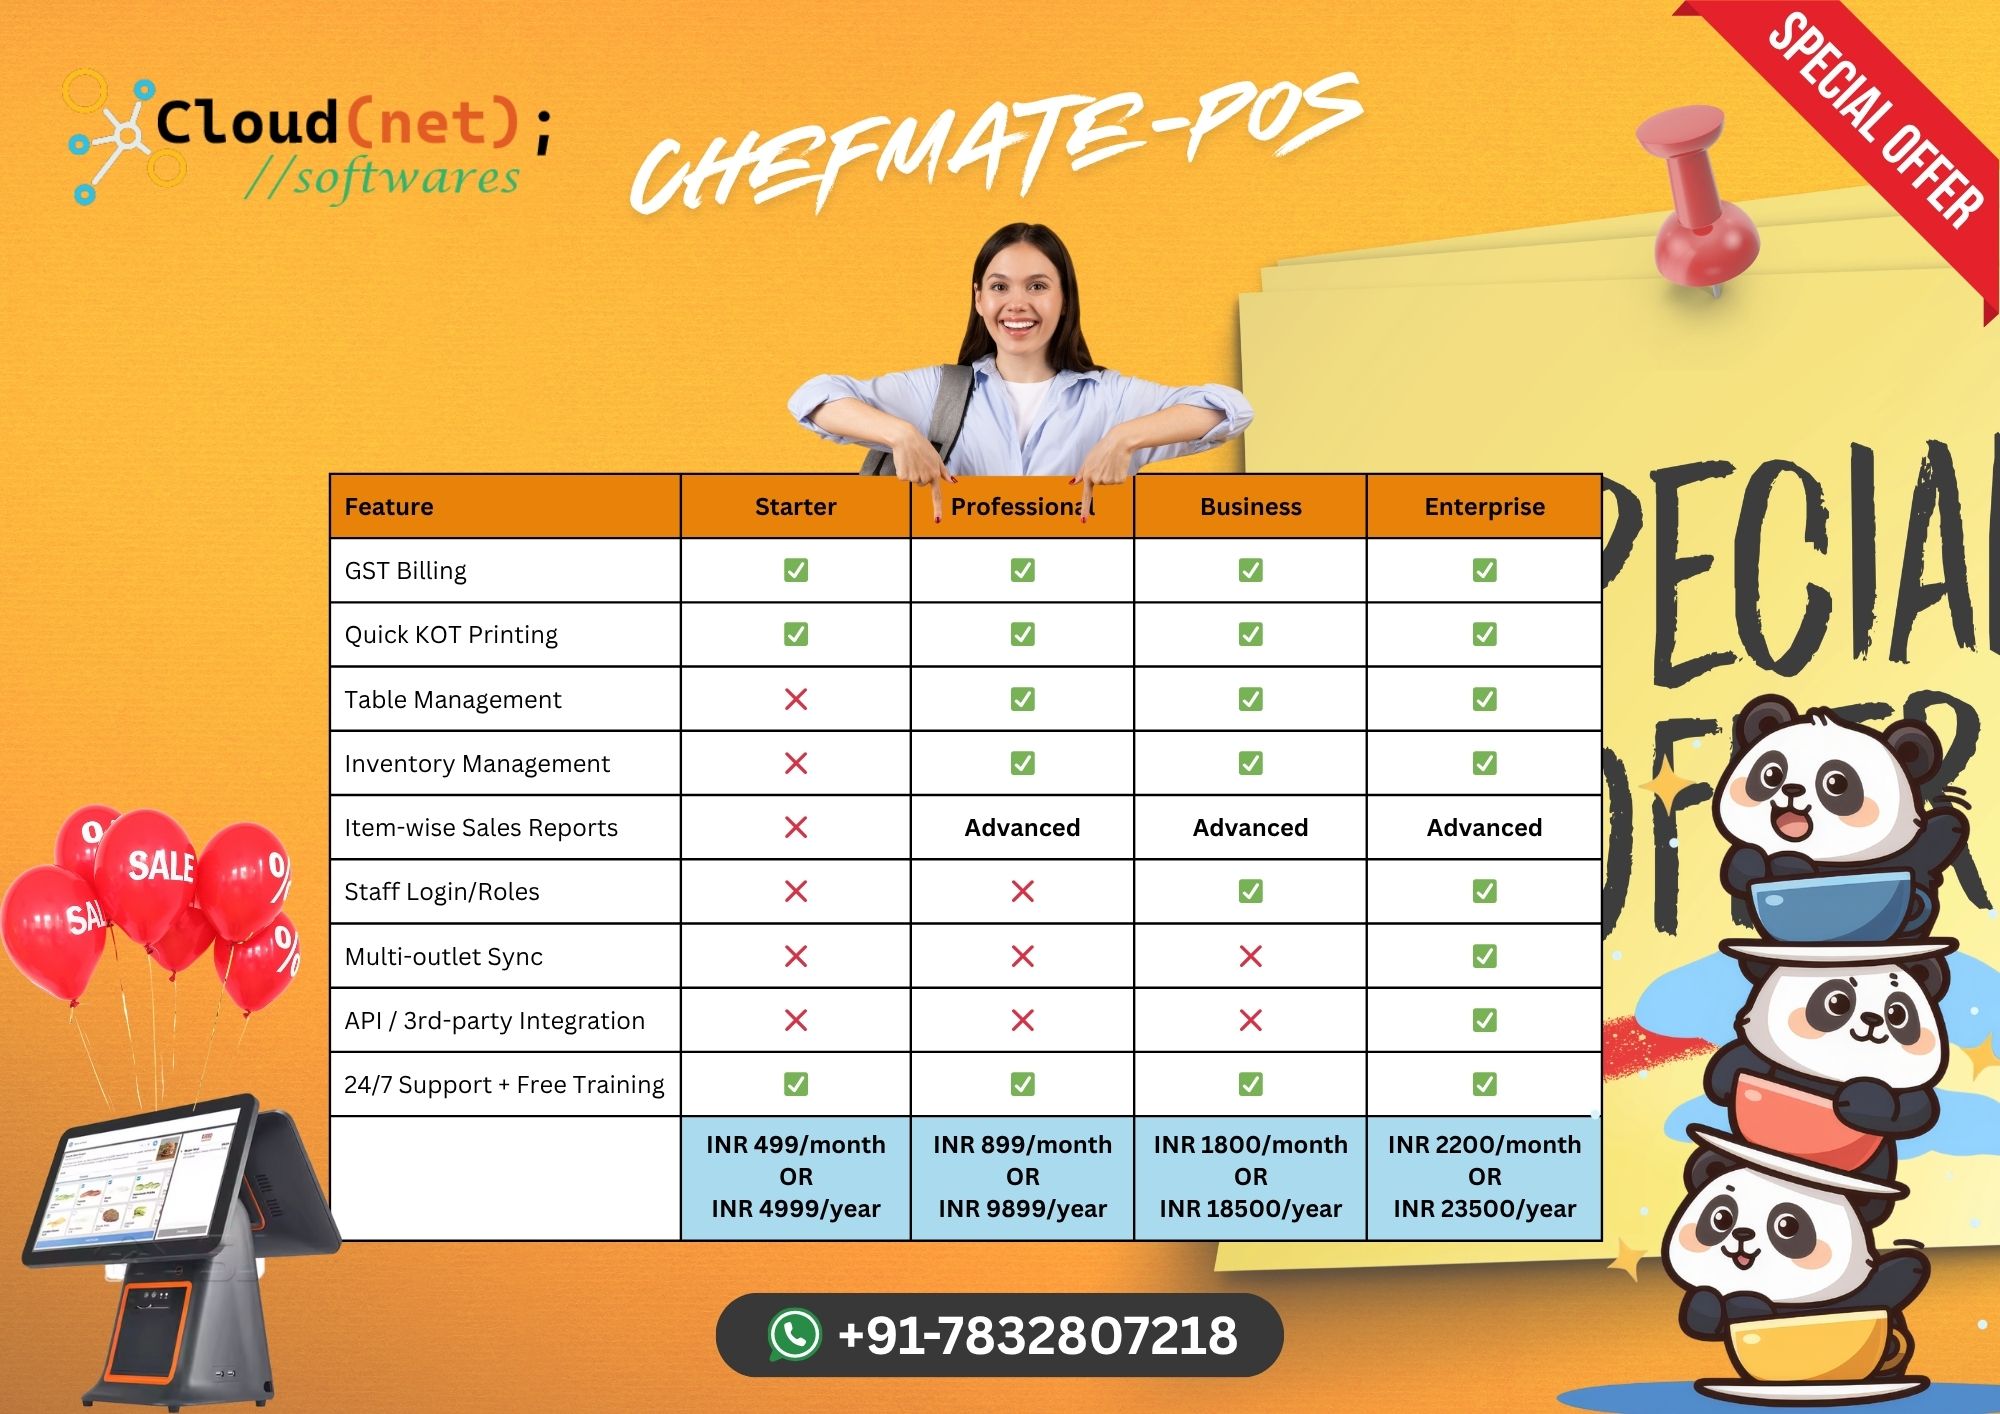 Cloud(net);
//softwares
CHEFMATE-POS
SPECIAL OFFER
PECIAL
Feature Starter Professional Business Enterprise
GST Billing ✅ ✅ ✅ ✅
Quick KOT Printing ✅ ✅ ✅ ✅
Table Management ❌ ✅ ✅ ✅
Inventory Management ❌ ✅ ✅ ✅
Item-wise Sales Reports ❌ Advanced Advanced Advanced
Staff Login/Roles ❌ ❌ ✅ ✅
Multi-outlet Sync ❌ ❌ ❌ ✅
API / 3rd-party Integration ❌ ❌ ❌ ✅
24/7 Support + Free Training ✅ ✅ ✅ ✅
INR 499/month INR 899/month INR 1800/month INR 2200/month
OR OR OR OR
INR 4999/year INR 9899/year INR 18500/year INR 23500/year
%
SALE
%
SAL
%
+91-7832807218